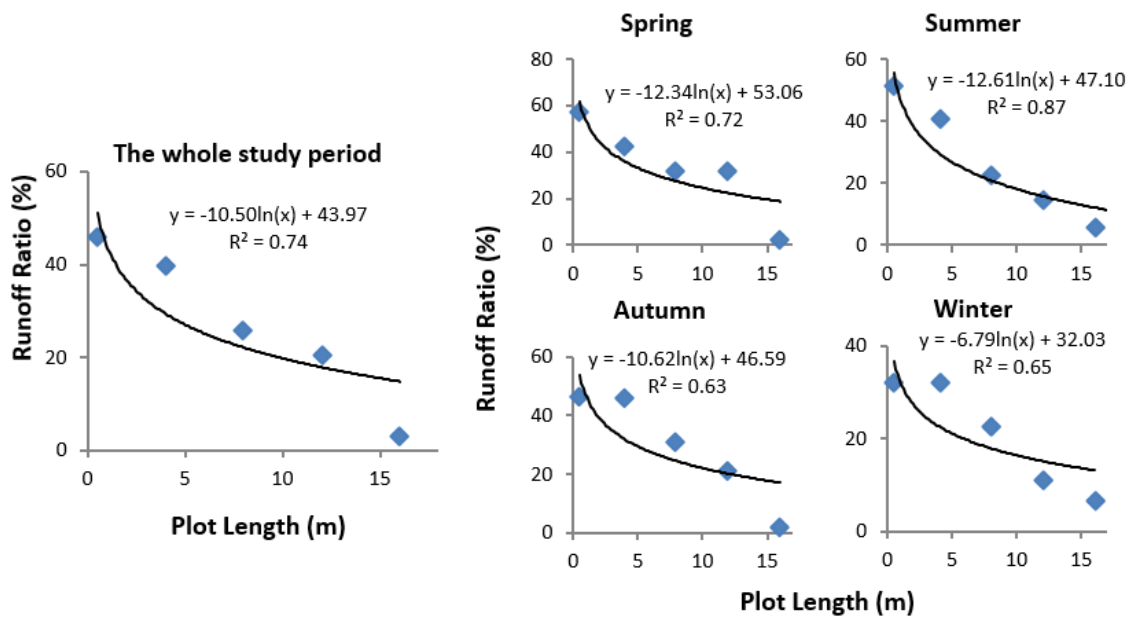 The whole study period
y = -10.50ln(x) + 43.97
R² = 0.74
60
40
20
0
0 5 10 15
Runoff Ratio (%)
Plot Length (m)
Spring
y = -12.34ln(x) + 53.06
R² = 0.72
80
60
40
20
0
0 5 10 15
Summer
y = -12.61ln(x) + 47.10
R² = 0.87
60
40
20
0
0 5 10 15
Runoff Ratio (%)
Autumn
y = -10.62ln(x) + 46.59
R² = 0.63
60
40
20
0
0 5 10 15
Winter
y = -6.79ln(x) + 32.03
R² = 0.65
40
20
0
0 5 10 15
Plot Length (m)